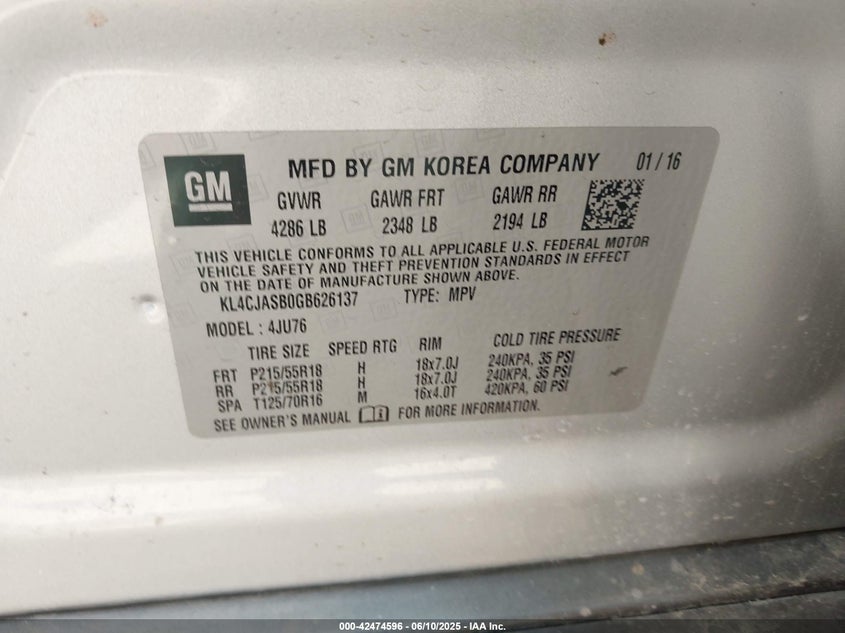 GM
MFD BY GM KOREA COMPANY 01 / 16
GVWR GAWR FRT GAWR RR
4286 LB 2348 LB 2194 LB
THIS VEHICLE CONFORMS TO ALL APPLICABLE U.S. FEDERAL MOTOR
VEHICLE SAFETY AND THEFT PREVENTION STANDARDS IN EFFECT
ON THE DATE OF MANUFACTURE SHOWN ABOVE.
KL4CJASB0GB626137 TYPE: MPV
MODEL : 4JU76
TIRE SIZE SPEED RTG RIM COLD TIRE PRESSURE
FRT P215/55R18 H 18x7.0J 240KPA, 35 PSI
RR P215/55R18 H 18x7.0J 240KPA, 35 PSI
SPA T125/70R16 M 16x4.0T 420KPA, 60 PSI
SEE OWNER'S MANUAL FOR MORE INFORMATION.
000-42474596 - 06/10/2025 - IAA Inc.